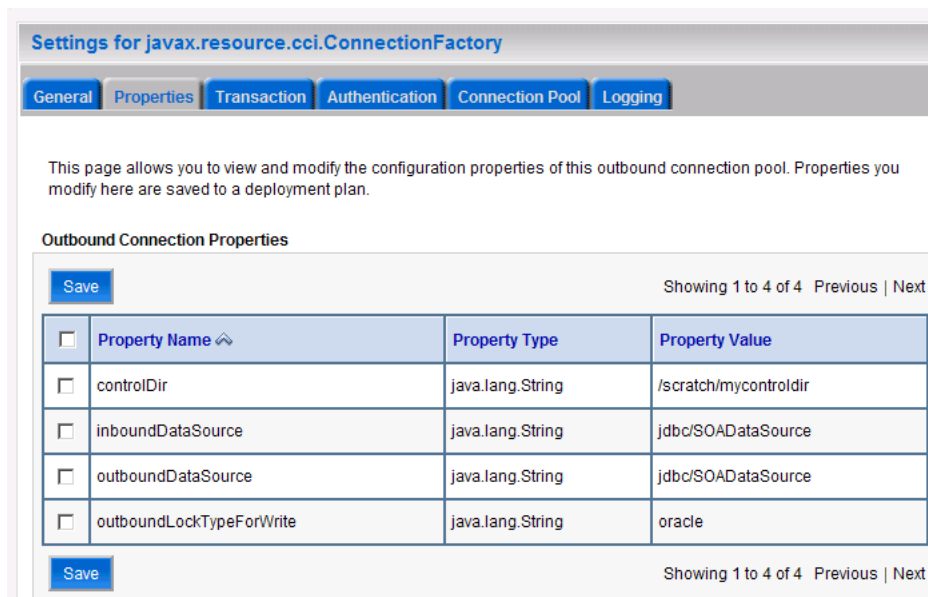 Settings for javax.resource.cci.ConnectionFactory
General Properties Transaction Authentication Connection Pool Logging
This page allows you to view and modify the configuration properties of this outbound connection pool. Properties you
modify here are saved to a deployment plan.
Outbound Connection Properties
Save Showing 1 to 4 of 4 Previous | Next
Property Name Property Type Property Value
controlDir java.lang.String /scratch/mycontroldir
inboundDataSource java.lang.String jdbc/SOADataSource
outboundDataSource java.lang.String jdbc/SOADataSource
outboundLockTypeForWrite java.lang.String oracle
Save Showing 1 to 4 of 4 Previous | Next